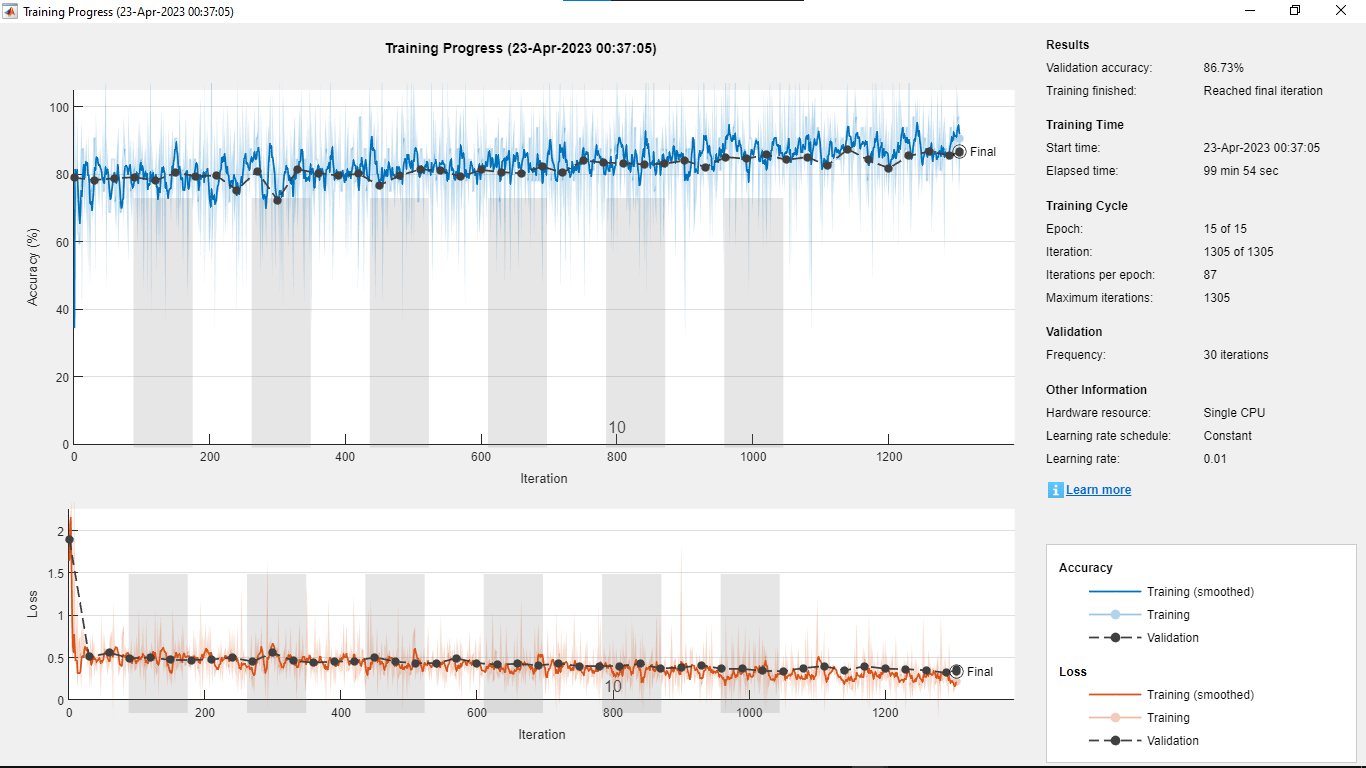 Training Progress (23-Apr-2023 00:37:05)
Training Progress (23-Apr-2023 00:37:05)
100
80
60
40
20
0
Accuracy (%)
10
0 200 400 600 800 1000 1200
Iteration
Final
2
1.5
1
0.5
0
Loss
10
0 200 400 600 800 1000 1200
Iteration
Final
Results
Validation accuracy: 86.73%
Training finished: Reached final iteration
Training Time
Start time: 23-Apr-2023 00:37:05
Elapsed time: 99 min 54 sec
Training Cycle
Epoch: 15 of 15
Iteration: 1305 of 1305
Iterations per epoch: 87
Maximum iterations: 1305
Validation
Frequency: 30 iterations
Other Information
Hardware resource: Single CPU
Learning rate schedule: Constant
Learning rate: 0.01
i Learn more
Accuracy
Training (smoothed)
Training
Validation
Loss
Training (smoothed)
Training
Validation